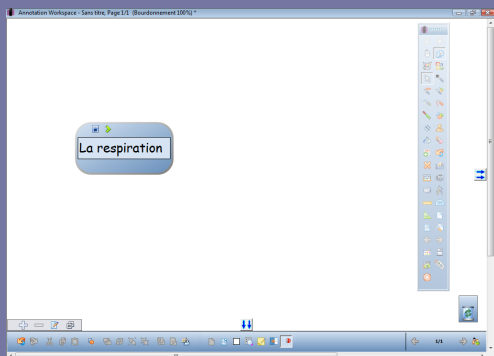 Annotation Workspace - Sans titre, Page 1/1 (Bourdonnement 100%) *
La respiration
1/1